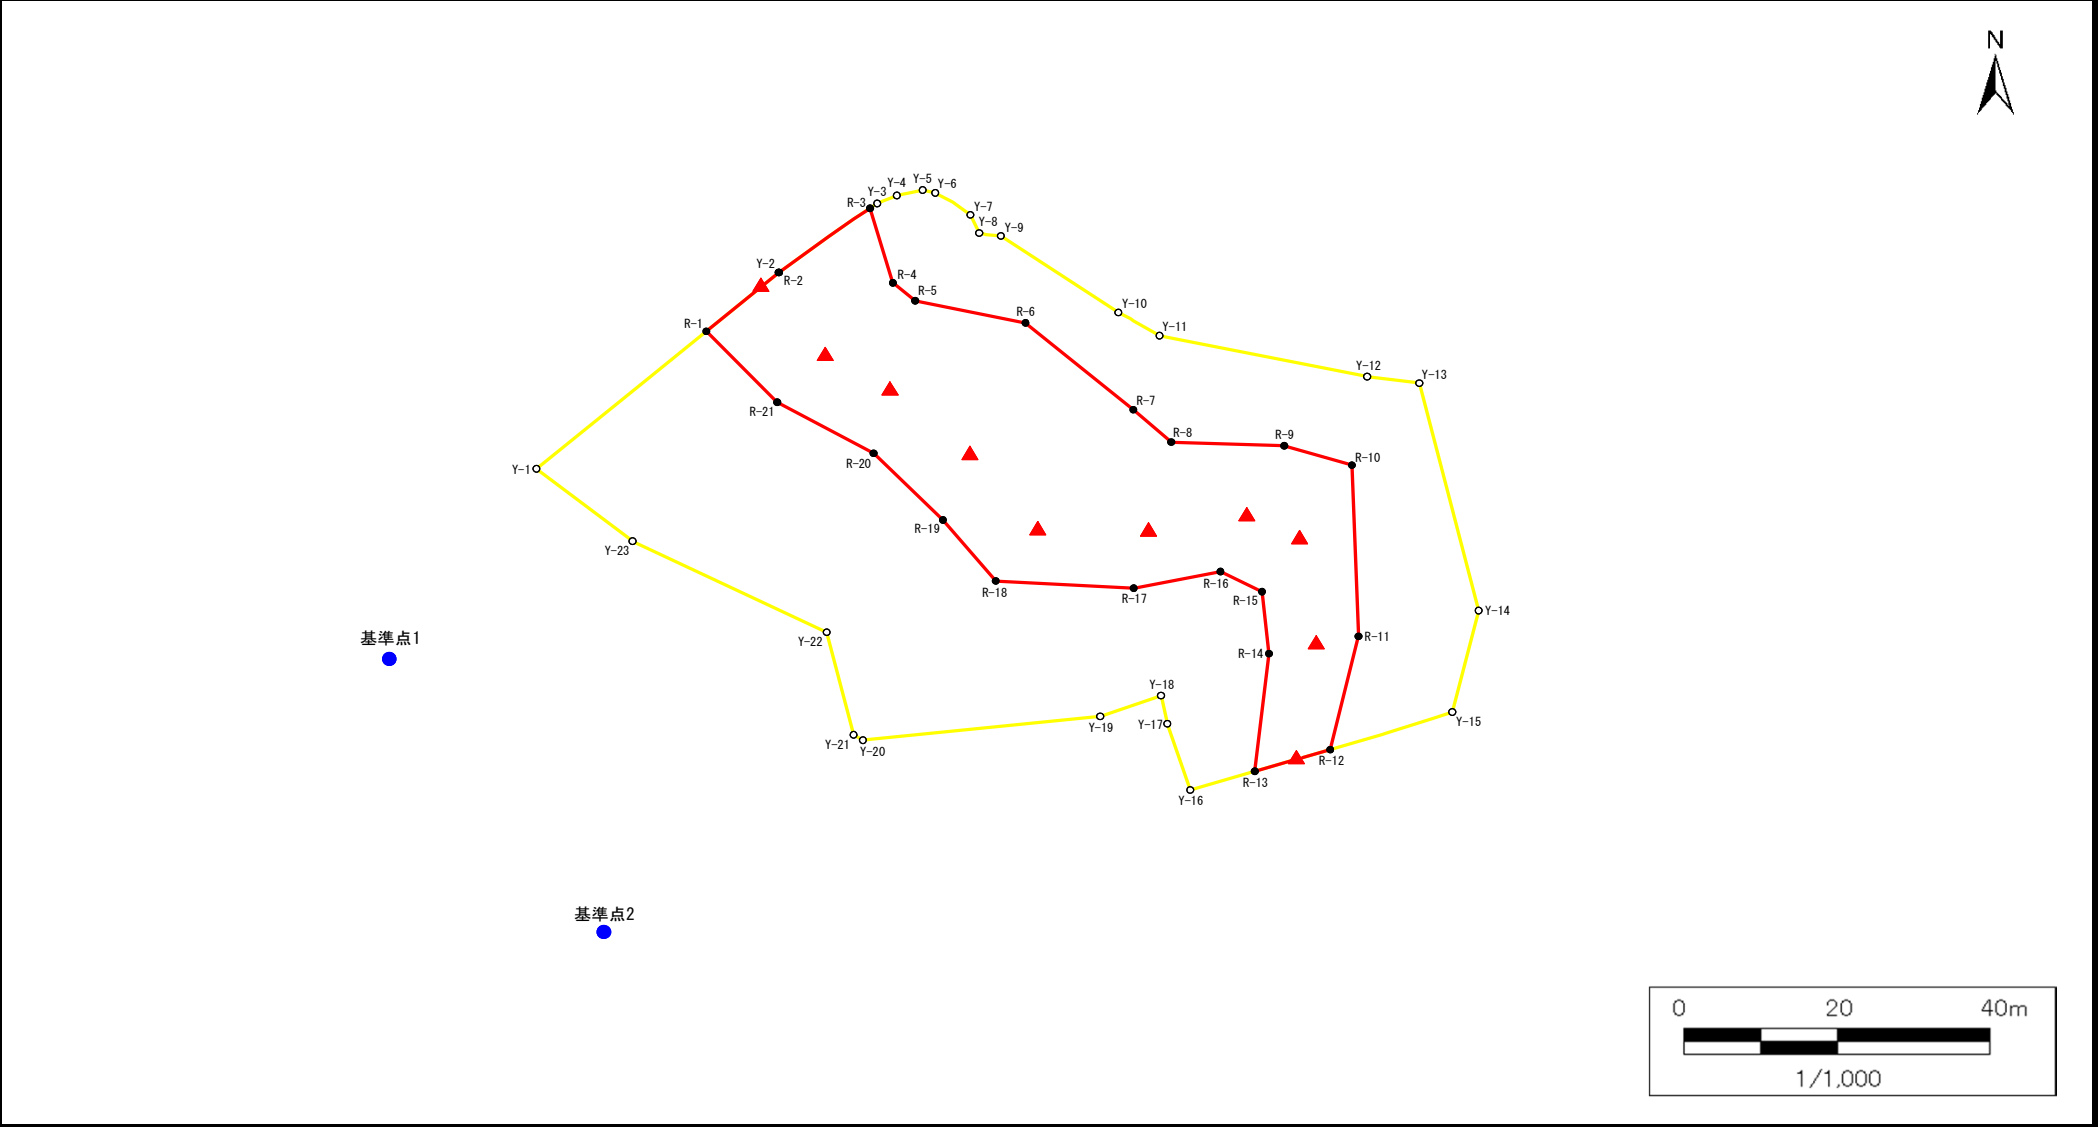 N
Y-5
Y-4
Y-6
Y-3
R-3
Y-7
Y-8
Y-9
Y-2
R-4
R-2
R-5
Y-10
R-6
R-1
Y-11
Y-12
Y-13
R-7
R-21
R-8
R-9
R-10
R-20
Y-1
R-19
Y-23
R-16
R-18
R-17
R-15
Y-14
基準点1
R-11
Y-22
R-14
Y-18
Y-15
Y-17
Y-19
Y-21
Y-20
R-12
R-13
Y-16
基準点2
0 20 40m
1/1,000